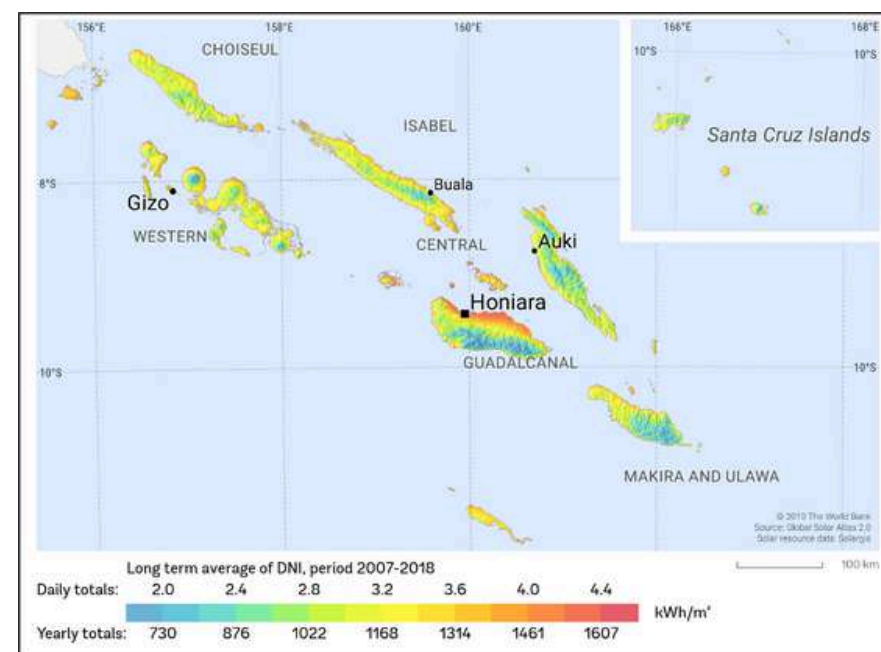 156°E
158°E
160°E
166°E
168°E
CHOISEUL
10°S
10°S
ISABEL
Santa Cruz Islands
8°S
Buala
Gizo
WESTERN
CENTRAL
Auki
Honiara
GUADALCANAL
10°S
10°S
MAKIRA AND ULAWA
© 2019 The World Bank
Source: Global Solar Atlas 2.0
Solar resource data: Solargis
100 km
Long term average of DNI, period 2007-2018
Daily totals: 2.0 2.4 2.8 3.2 3.6 4.0 4.4
kWh/m²
Yearly totals: 730 876 1022 1168 1314 1461 1607